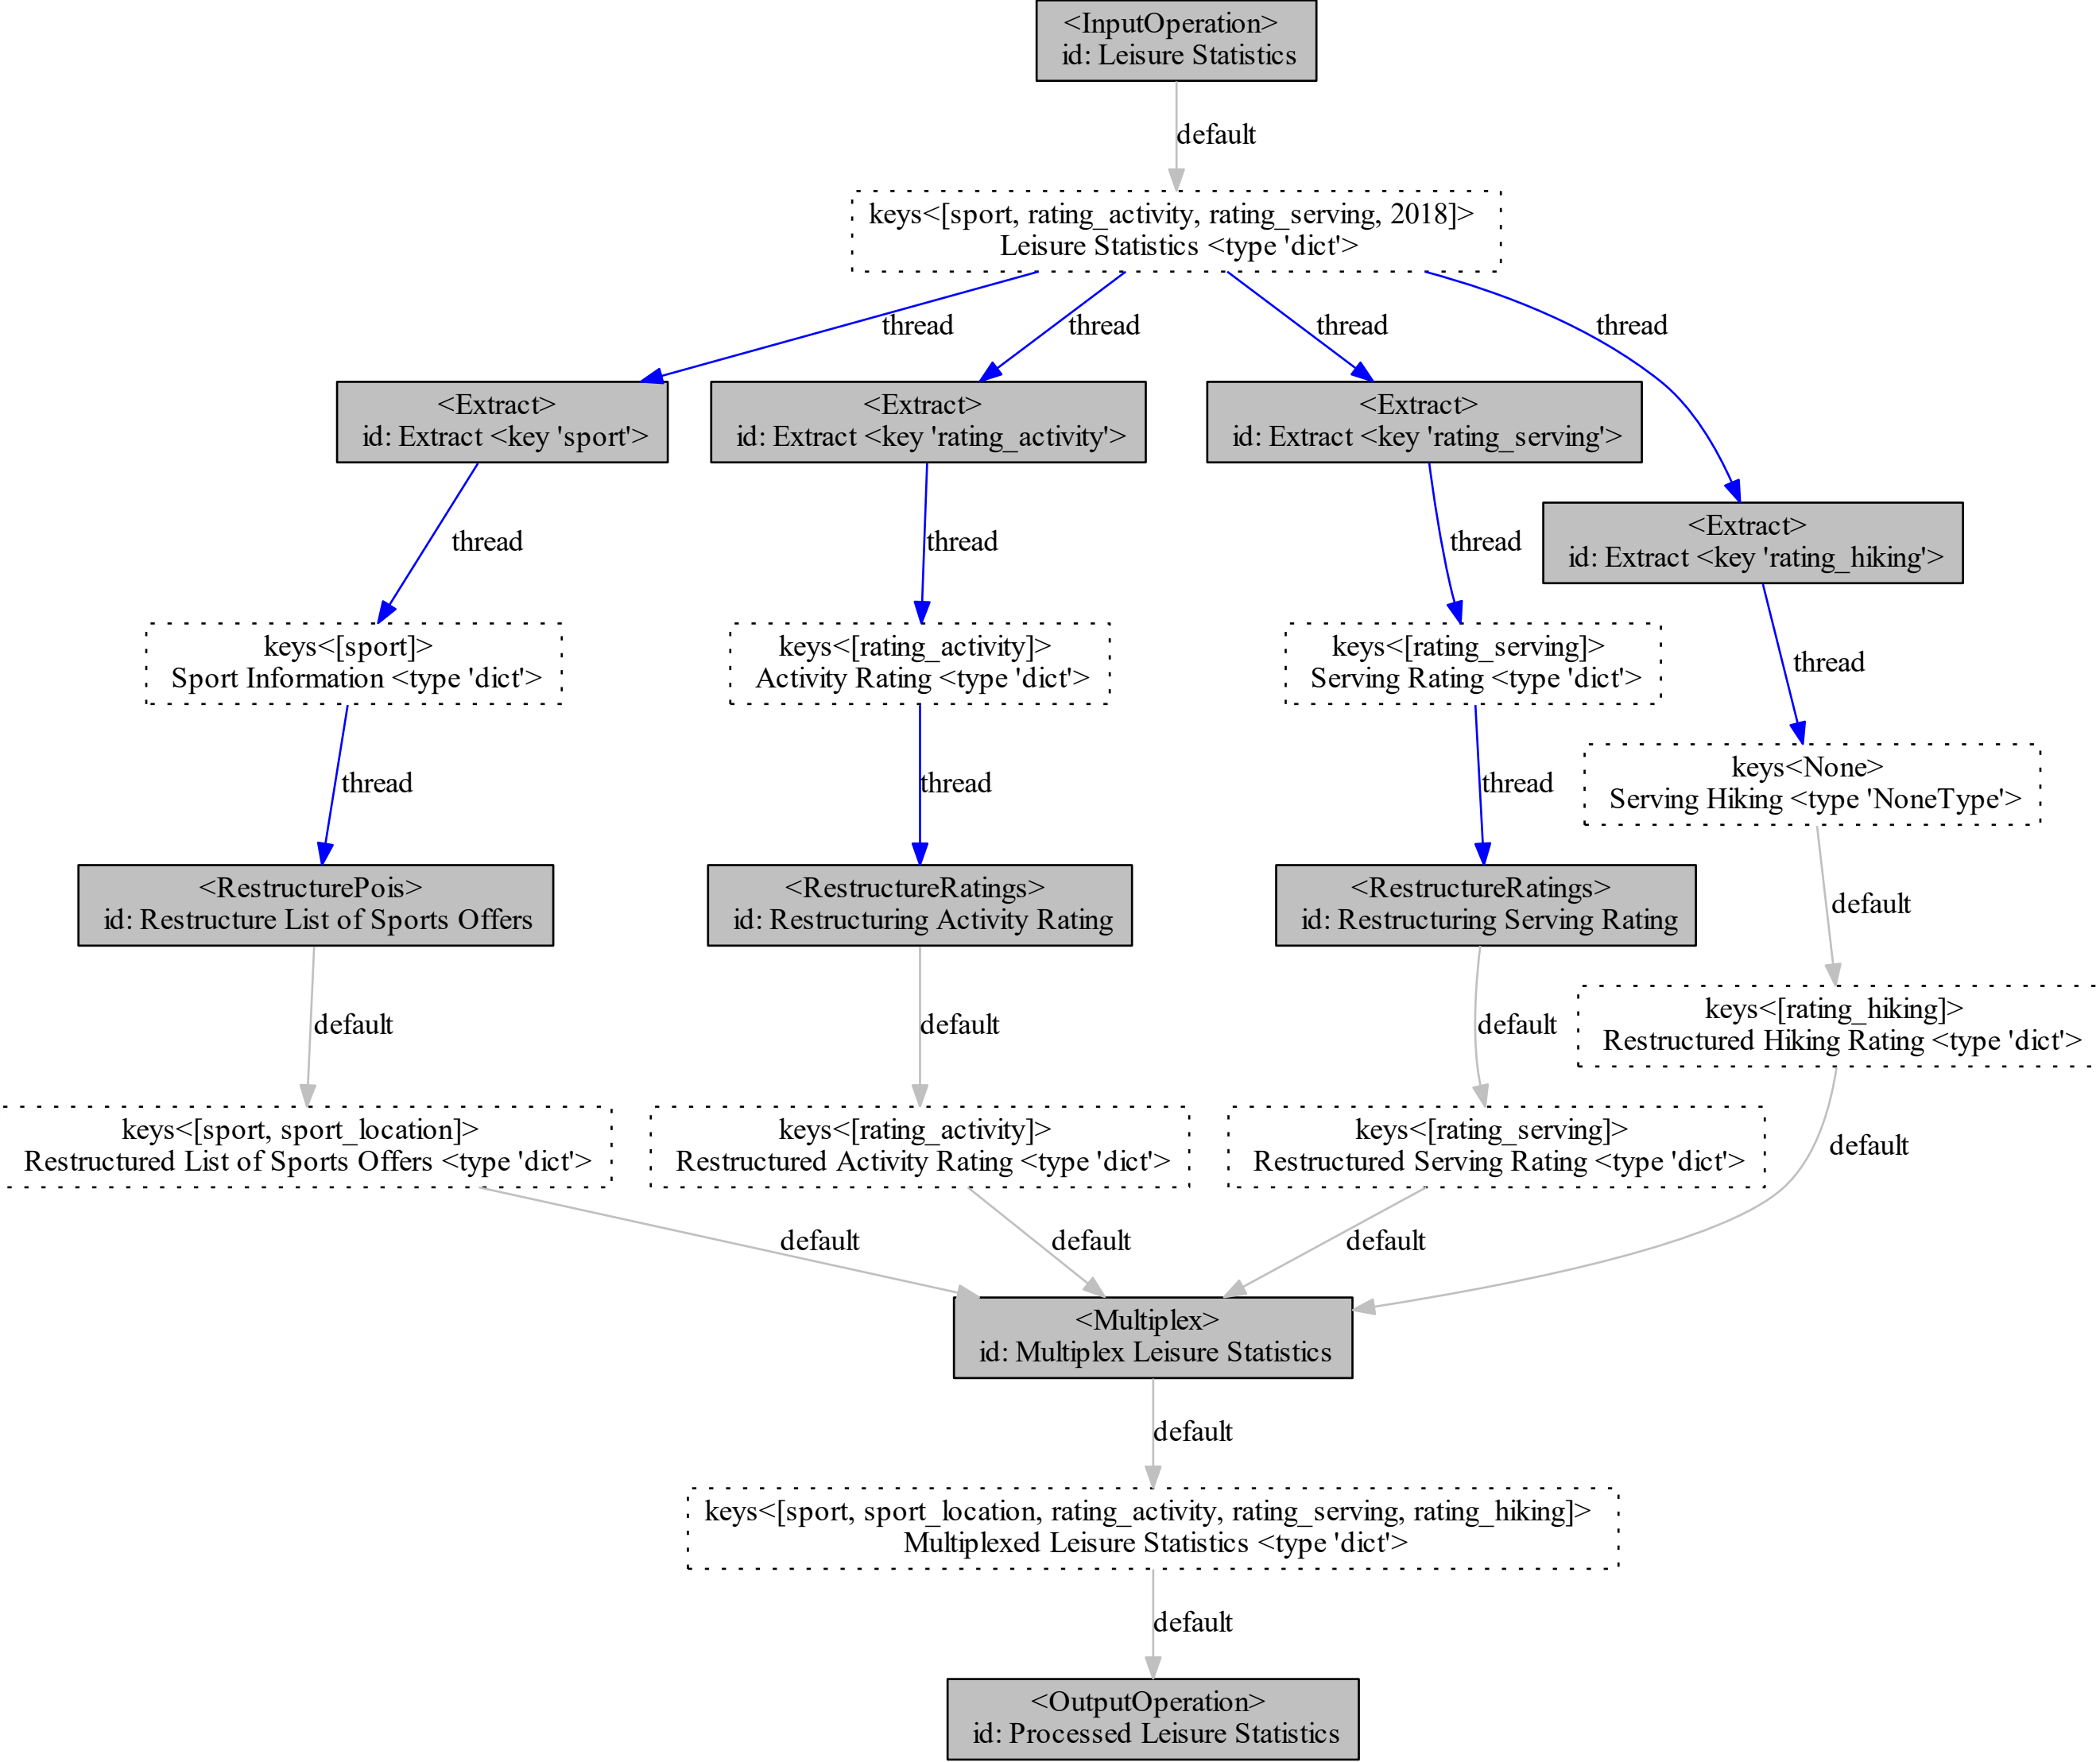 <InputOperation>
id: Leisure Statistics
default
keys<[sport, rating_activity, rating_serving, 2018]>
Leisure Statistics <type 'dict'>
thread
thread
thread
thread
<Extract>
id: Extract <key 'sport'>
<Extract>
id: Extract <key 'rating_activity'>
<Extract>
id: Extract <key 'rating_serving'>
<Extract>
id: Extract <key 'rating_hiking'>
thread
thread
thread
thread
keys<[sport]>
Sport Information <type 'dict'>
keys<[rating_activity]>
Activity Rating <type 'dict'>
keys<[rating_serving]>
Serving Rating <type 'dict'>
keys<None>
Serving Hiking <type 'NoneType'>
thread
thread
thread
default
<RestructurePois>
id: Restructure List of Sports Offers
<RestructureRatings>
id: Restructuring Activity Rating
<RestructureRatings>
id: Restructuring Serving Rating
keys<[rating_hiking]>
Restructured Hiking Rating <type 'dict'>
default
default
default
default
keys<[sport, sport_location]>
Restructured List of Sports Offers <type 'dict'>
keys<[rating_activity]>
Restructured Activity Rating <type 'dict'>
keys<[rating_serving]>
Restructured Serving Rating <type 'dict'>
default
default
default
<Multiplex>
id: Multiplex Leisure Statistics
default
keys<[sport, sport_location, rating_activity, rating_serving, rating_hiking]>
Multiplexed Leisure Statistics <type 'dict'>
default
<OutputOperation>
id: Processed Leisure Statistics